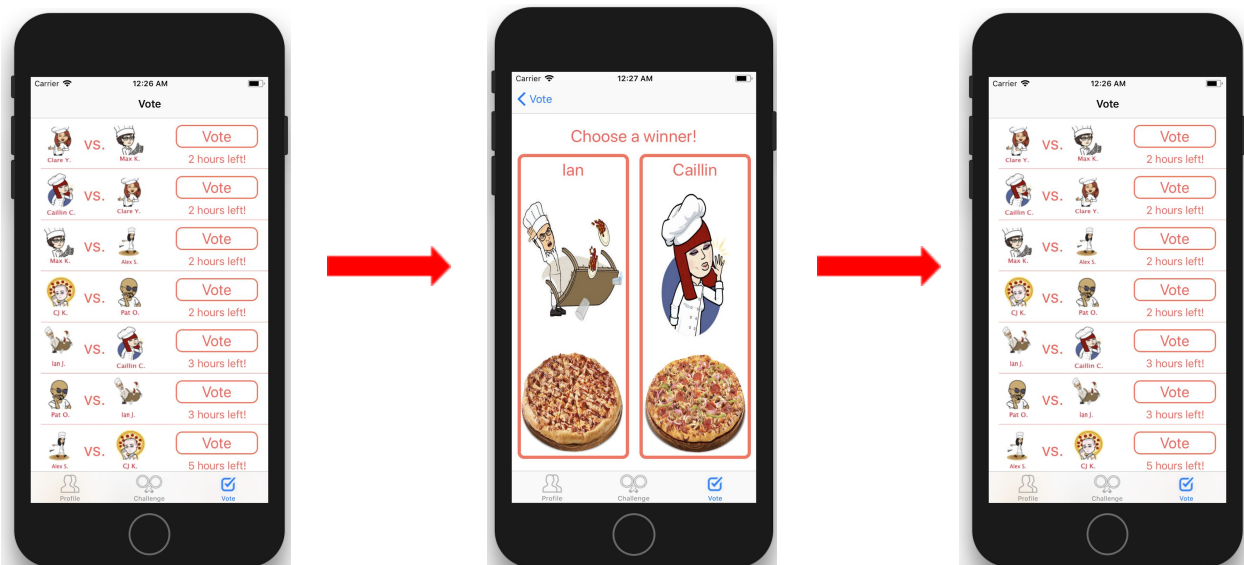 Carrier 12:26 AM
Vote
Clare Y. vs. Max K. Vote
2 hours left!
Caillin C. vs. Clare Y. Vote
2 hours left!
Max K. vs. Alex S. Vote
2 hours left!
CJ K. vs. Pat O. Vote
2 hours left!
Ian J. vs. Caillin C. Vote
3 hours left!
Pat O. vs. Ian J. Vote
3 hours left!
Alex S. vs. CJ K. Vote
5 hours left!
Profile Challenge Vote
Carrier 12:27 AM
Vote
Choose a winner!
Ian Caillin
Profile Challenge Vote
Carrier 12:26 AM
Vote
Clare Y. vs. Max K. Vote
2 hours left!
Caillin C. vs. Clare Y. Vote
2 hours left!
Max K. vs. Alex S. Vote
2 hours left!
CJ K. vs. Pat O. Vote
2 hours left!
Ian J. vs. Caillin C. Vote
3 hours left!
Pat O. vs. Ian J. Vote
3 hours left!
Alex S. vs. CJ K. Vote
5 hours left!
Profile Challenge Vote